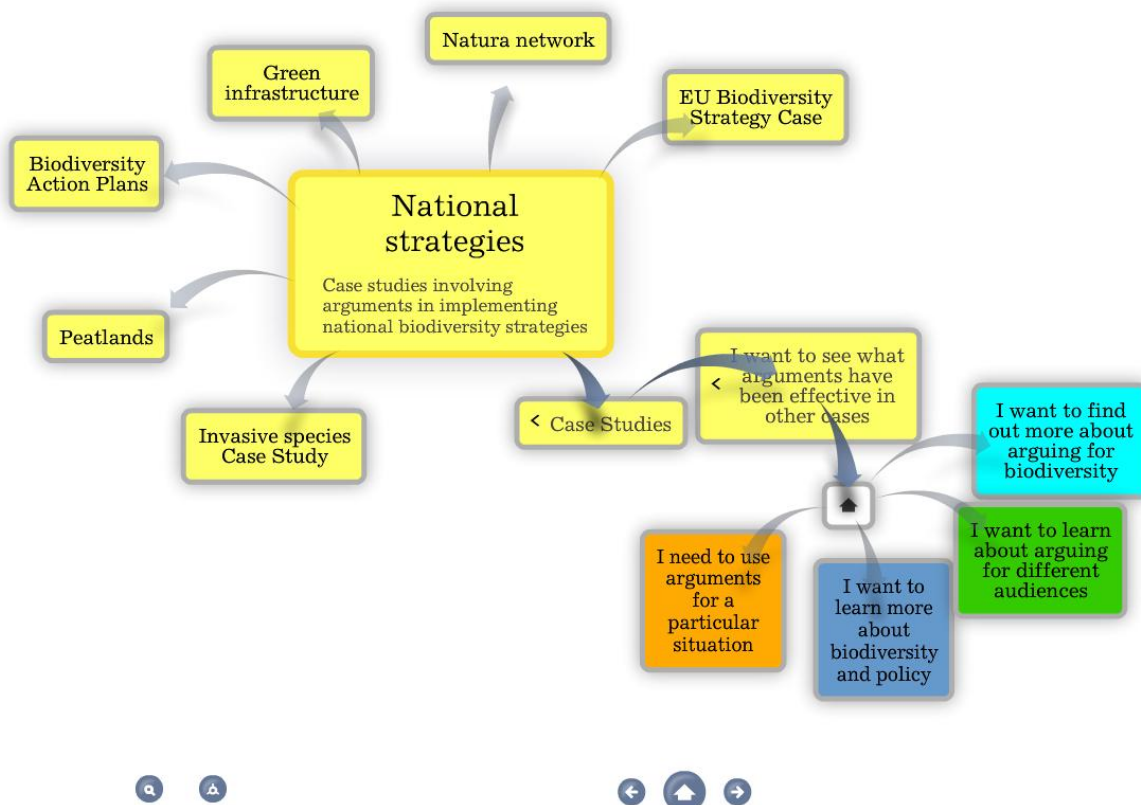 Natura network
Green
infrastructure
EU Biodiversity
Strategy Case
Biodiversity
Action Plans
National
strategies
Case studies involving
arguments in implementing
national biodiversity strategies
Peatlands
Invasive species
Case Study
< Case Studies
I want to see what
< arguments have
been effective in
other cases
I want to find
out more about
arguing for
biodiversity
I want to learn
about arguing
for different
audiences
I need to use
arguments
for a
particular
situation
I want to
learn more
about
biodiversity
and policy